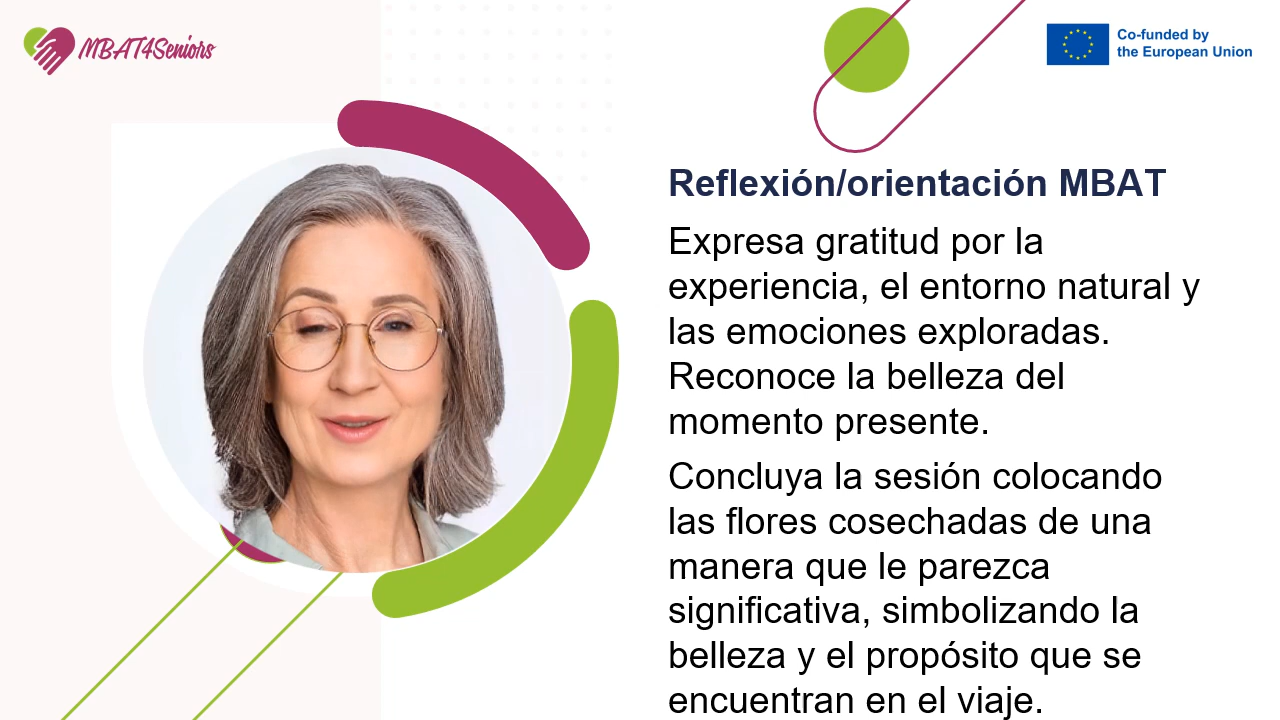 MBAT4Seniors
Co-funded by
the European Union
Reflexión/orientación MBAT
Expresa gratitud por la
experiencia, el entorno natural y
las emociones exploradas.
Reconoce la belleza del
momento presente.
Concluya la sesión colocando
las flores cosechadas de una
manera que le parezca
significativa, simbolizando la
belleza y el propósito que se
encuentran en el viaje.